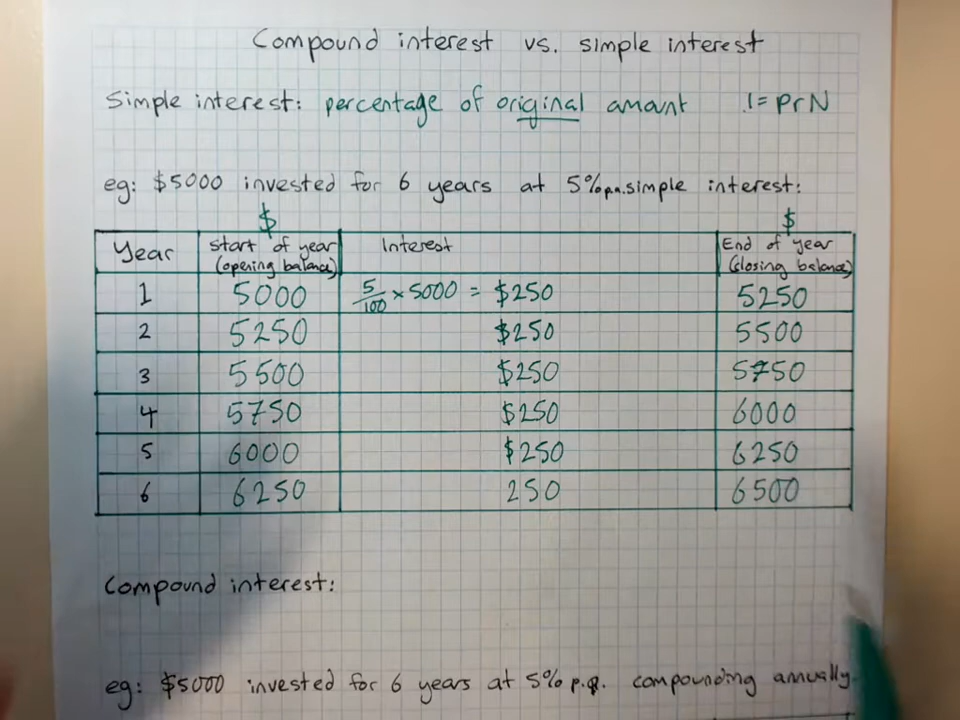 Compound interest vs. simple interest
Simple interest: percentage of original amount I = PrN
eg: $5000 invested for 6 years at 5% p.a. simple interest:
$ $
Year Start of year (opening balance) Interest End of year (closing balance)
1 5000 5/100 × 5000 = $250 5250
2 5250 $250 5500
3 5500 $250 5750
4 5750 $250 6000
5 6000 $250 6250
6 6250 250 6500
Compound interest:
eg: $5000 invested for 6 years at 5% p.a. compounding annually.